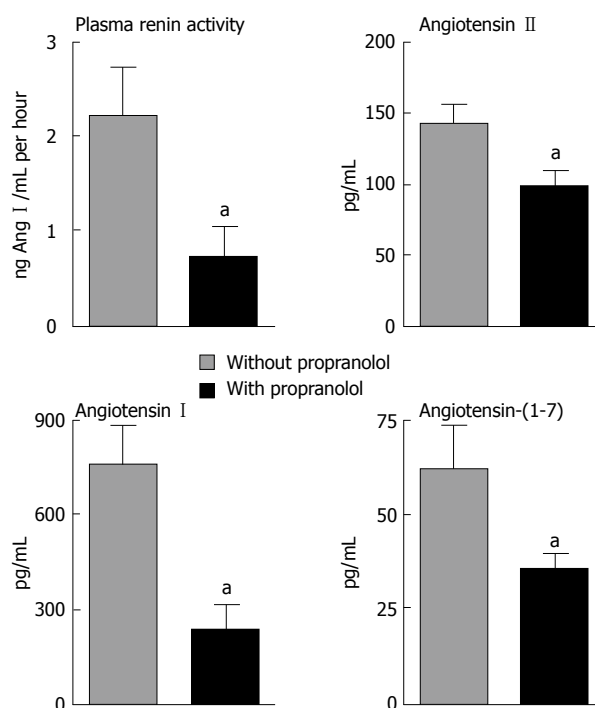 Plasma renin activity
3
2
1
0
ng Ang Ⅰ /mL per hour
a
Angiotensin Ⅱ
200
150
100
50
0
pg/mL
a
Without propranolol
With propranolol
Angiotensin Ⅰ
900
600
300
0
pg/mL
a
Angiotensin-(1-7)
75
50
25
0
pg/mL
a